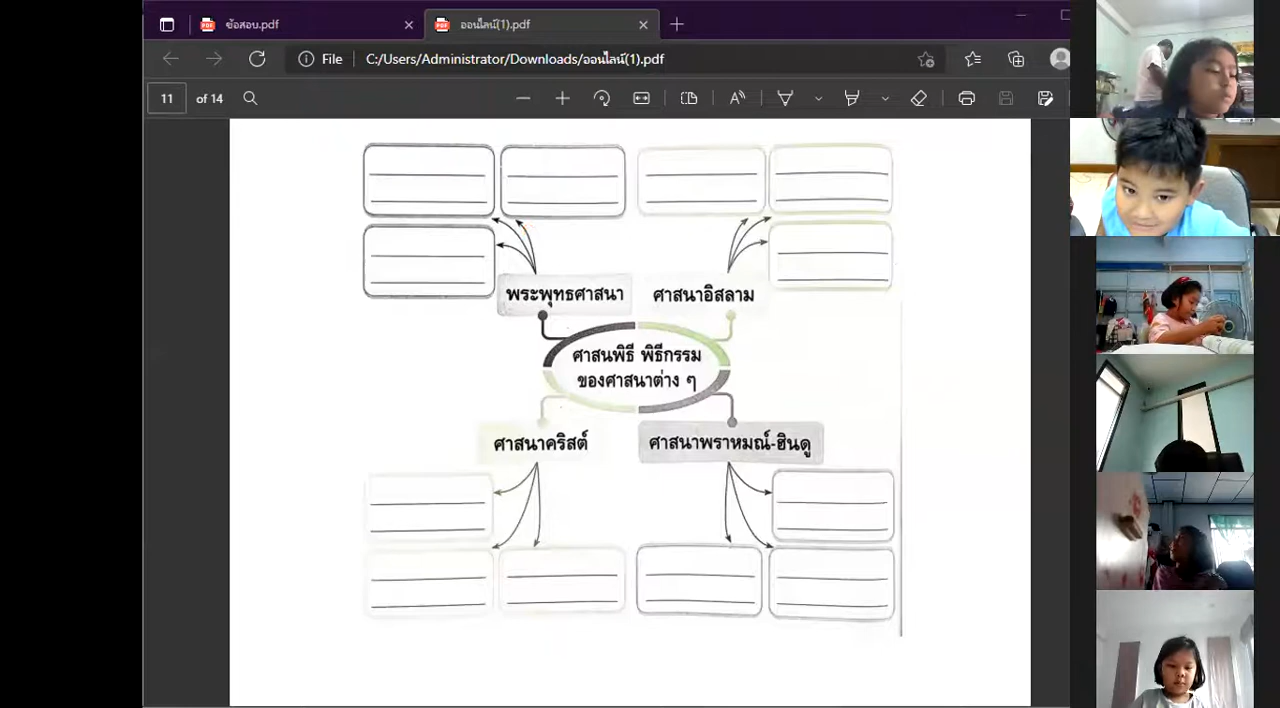 ข้อสอบ.pdf
ออนไลน์(1).pdf
File C:/Users/Administrator/Downloads/ออนไลน์(1).pdf
11 of 14
พระพุทธศาสนา
ศาสนาอิสลาม
ศาสนพิธี พิธีกรรม
ของศาสนาต่าง ๆ
ศาสนาคริสต์
ศาสนาพราหมณ์-ฮินดู